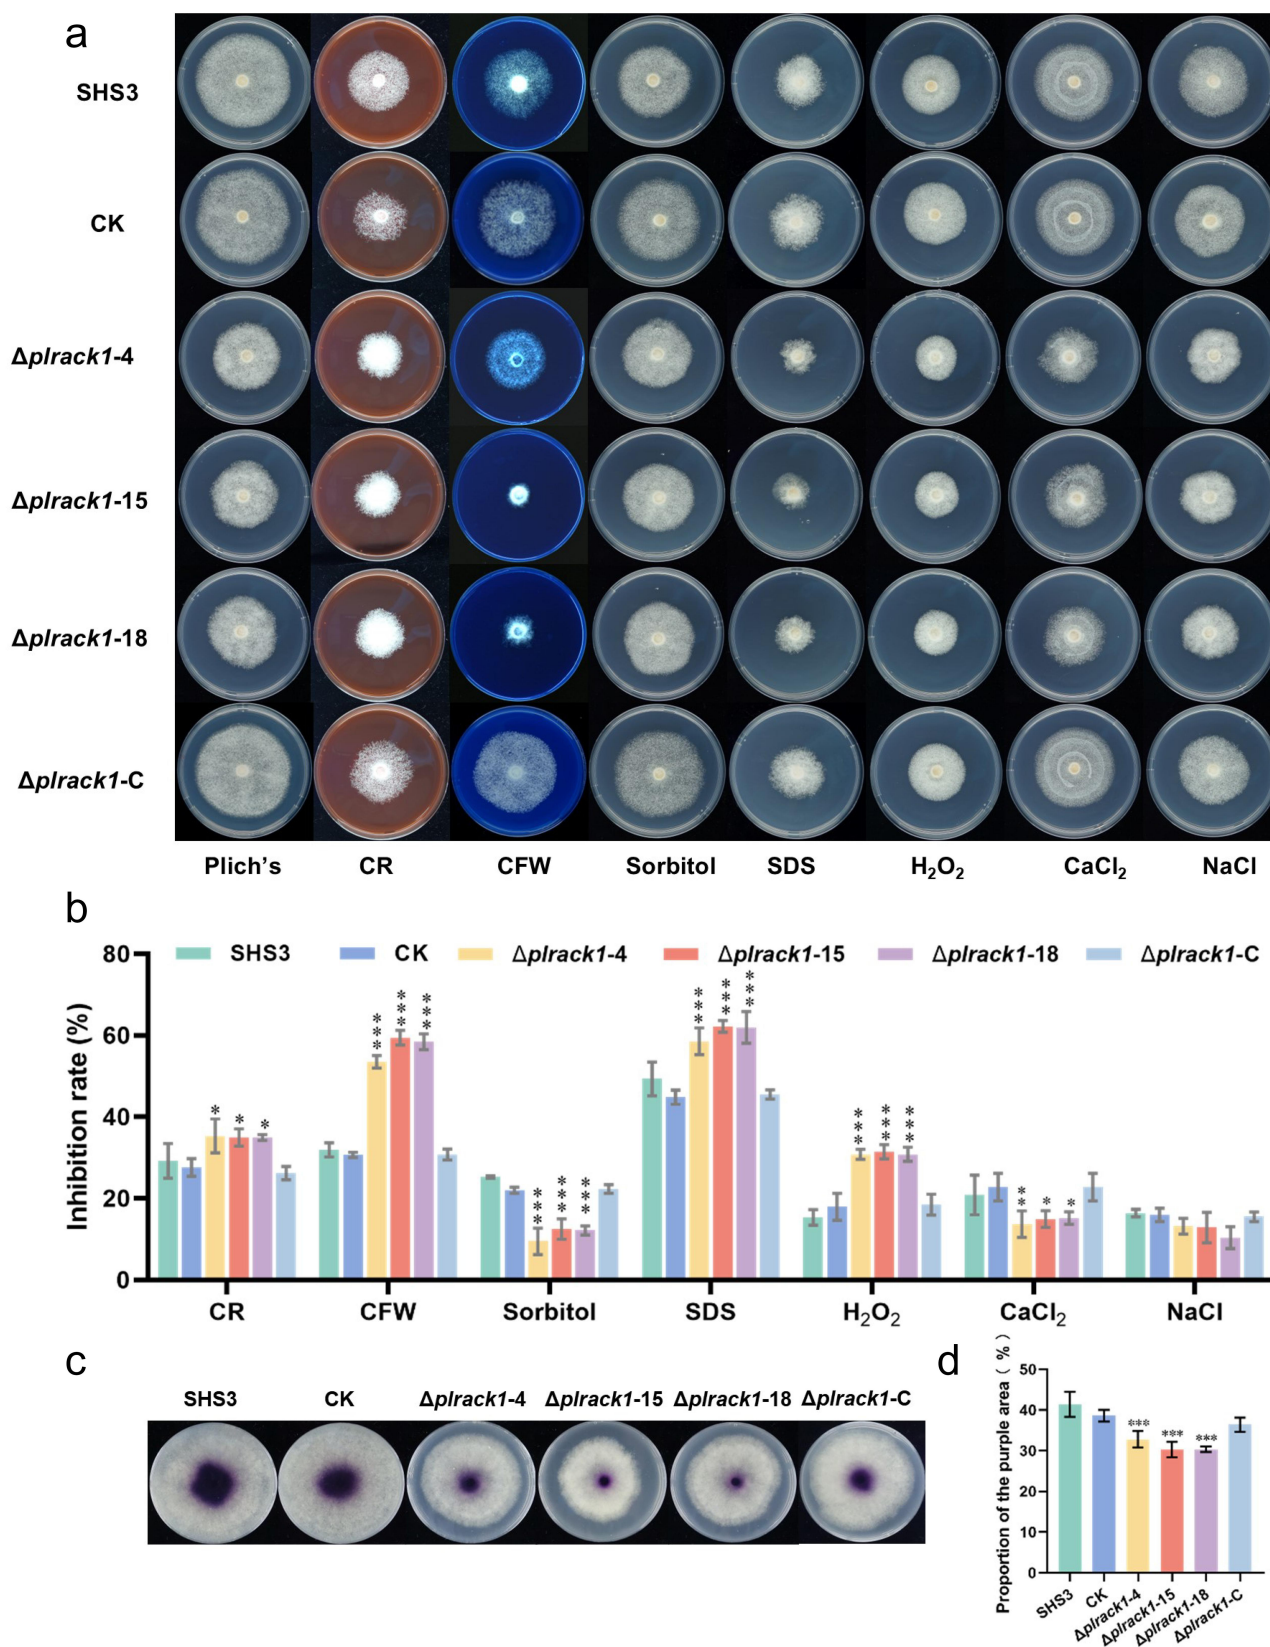 a
SHS3
CK
Δplrack1-4
Δplrack1-15
Δplrack1-18
Δplrack1-C
Plich's CR CFW Sorbitol SDS H₂O₂ CaCl₂ NaCl
b
SHS3 CK Δplrack1-4 Δplrack1-15 Δplrack1-18 Δplrack1-C
Inhibition rate (%)
80
60
40
20
0
*** *** ***
* * *
*** *** ***
*** *** ***
*** *** ***
** * *
CR CFW Sorbitol SDS H₂O₂ CaCl₂ NaCl
c
SHS3 CK Δplrack1-4 Δplrack1-15 Δplrack1-18 Δplrack1-C
d
Proportion of the purple area（%）
50
40
30
20
10
0
*** *** ***
SHS3 CK Δplrack1-4 Δplrack1-15 Δplrack1-18 Δplrack1-C